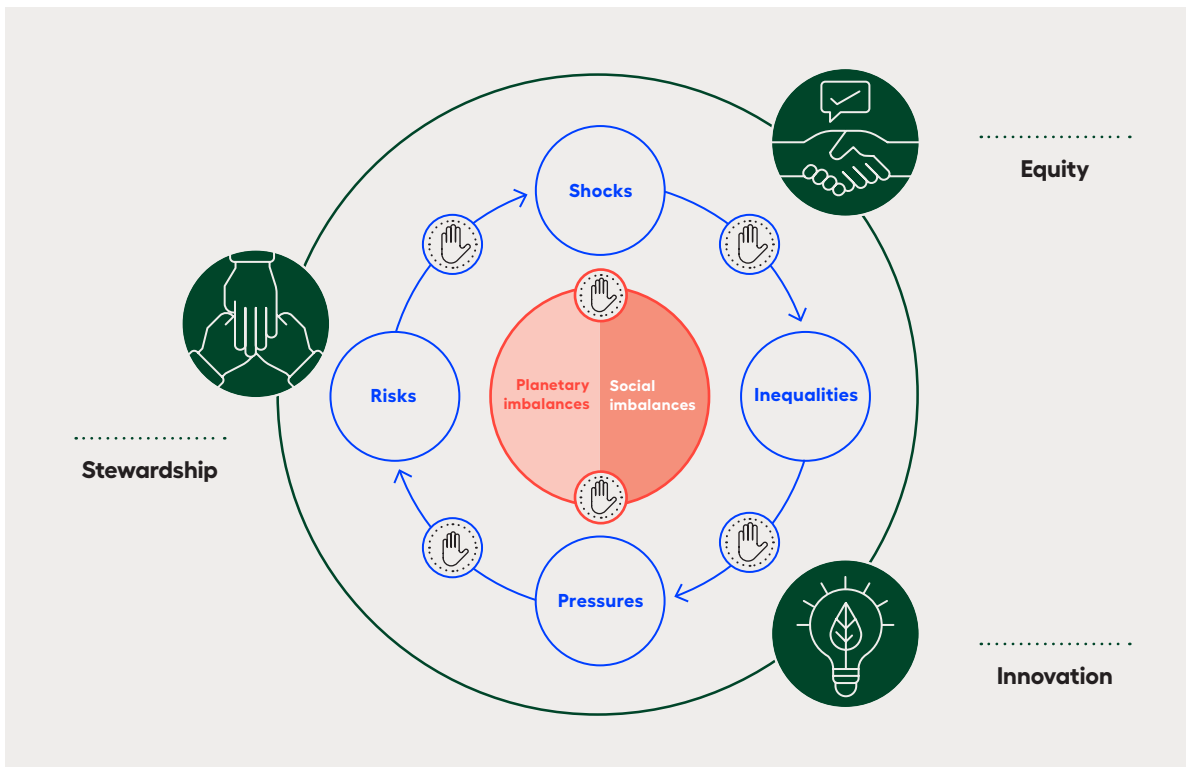 Equity
Shocks
Planetary
imbalances
Social
imbalances
Risks
Inequalities
Stewardship
Pressures
Innovation